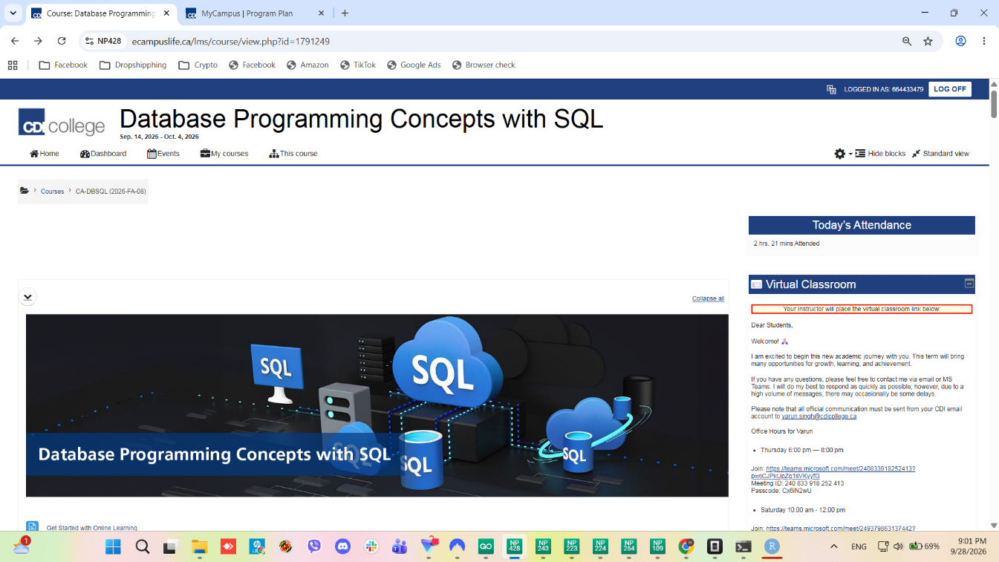 Course: Database Programming
MyCampus | Program Plan
NP428
ecampuslife.ca/lms/course/view.php?id=1791249
Facebook
Dropshipphing
Crypto
Facebook
Amazon
TikTok
Google Ads
Browser check
LOGGED IN AS: 664433479
LOG OFF
CD college
Database Programming Concepts with SQL
Sep. 14, 2026 - Oct. 4, 2026
Home
Dashboard
Events
My courses
This course
Hide blocks
Standard view
Courses
CA-DBSQL (2026-FA-08)
Today's Attendance
2 hrs. 21 mins Attended
Virtual Classroom
Your Instructor will place the virtual classroom link below:
Dear Students,
Welcome!
I am excited to begin this new academic journey with you. This term will bring
many opportunities for growth, learning, and achievement.
If you have any questions, please feel free to contact me via email or MS
Teams. I will do my best to respond as quickly as possible; however, due to a
high volume of messages, there may occasionally be some delays.
Please note that all official communication must be sent from your CDI email
account to varun.singh@cdicollege.ca
Office Hours for Varun
Thursday 6:00 pm — 8:00 pm
Join: https://teams.microsoft.com/meet/240833918252413?
p=rjCJPkUpZq1sVKyyfG
Meeting ID: 240 833 918 252 413
Passcode: Cx6iN2wU
Saturday 10:00 am - 12:00 pm
Join: https://teams.microsoft.com/meet/249379863137442?
Collapse all
SQL
SQL
SQL
SQL
Database Programming Concepts with SQL
Get Started with Online Learning
1
NP
428
NP
243
NP
223
NP
224
NP
264
NP
109
H
R
ENG
69%
9:01 PM
9/28/2026